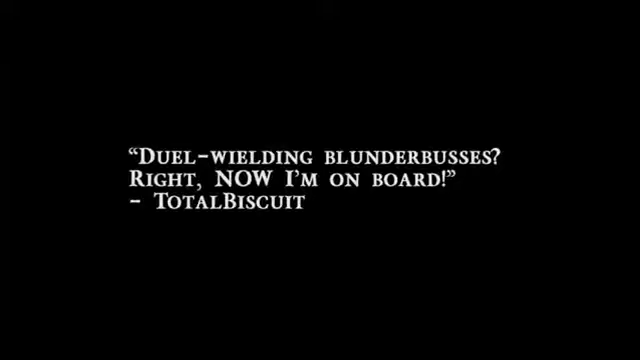 “Duel-wielding blunderbusses?
Right, NOW I’m on board!”
- TotalBiscuit